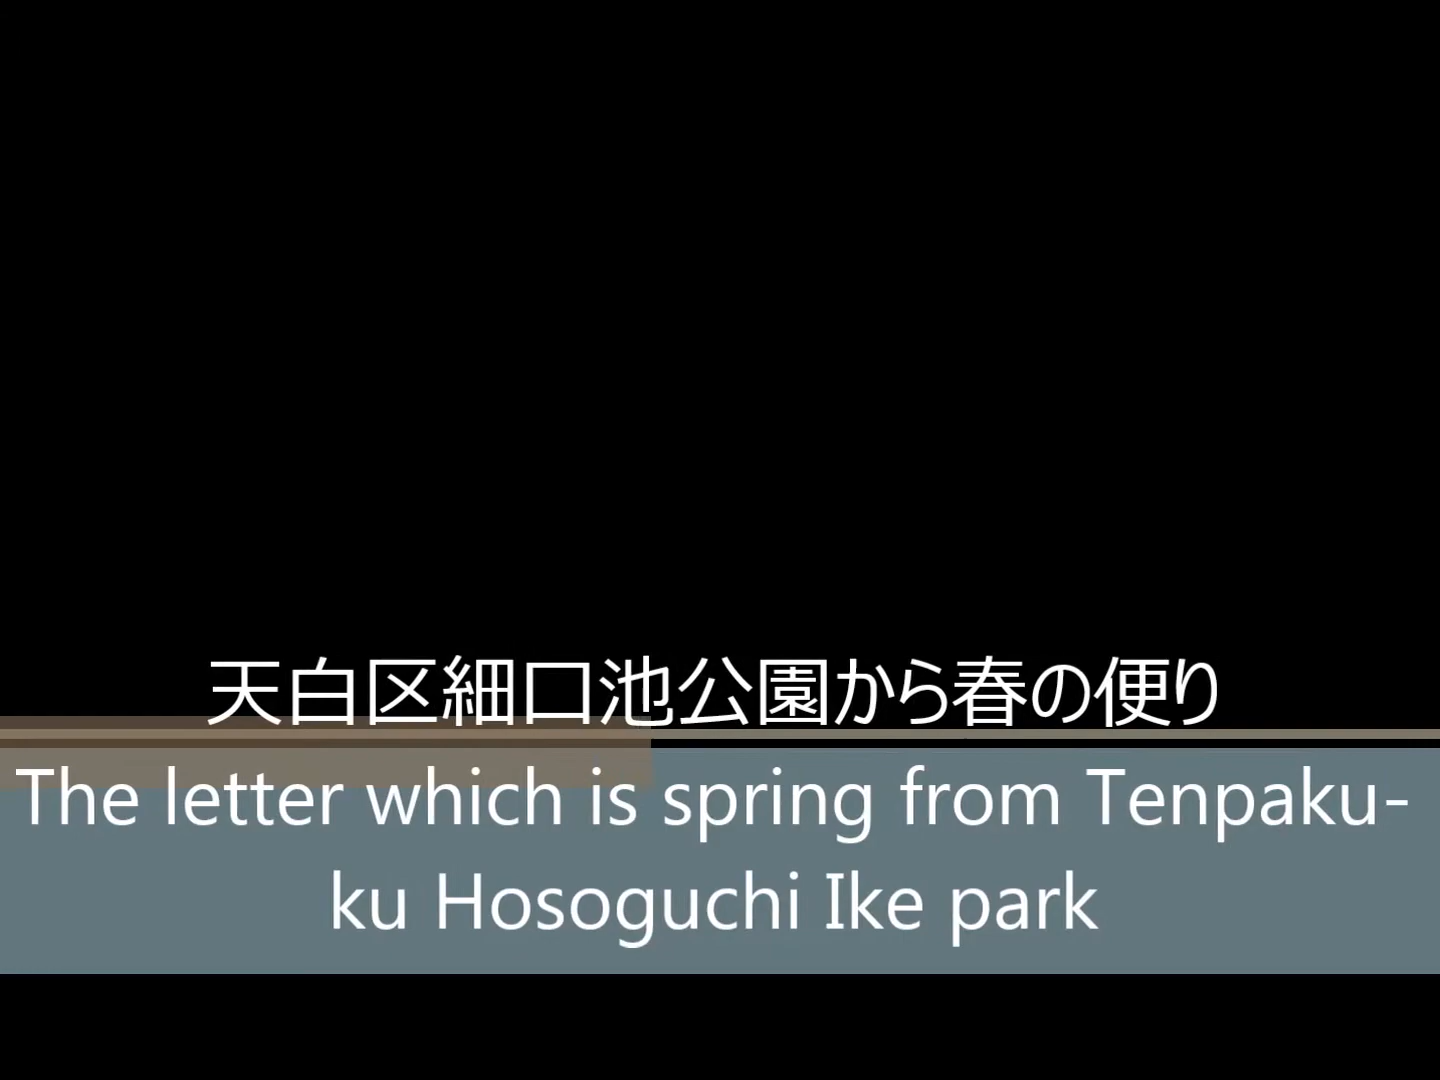 天白区細口池公園から春の便り
The letter which is spring from Tenpaku-
ku Hosoguchi Ike park